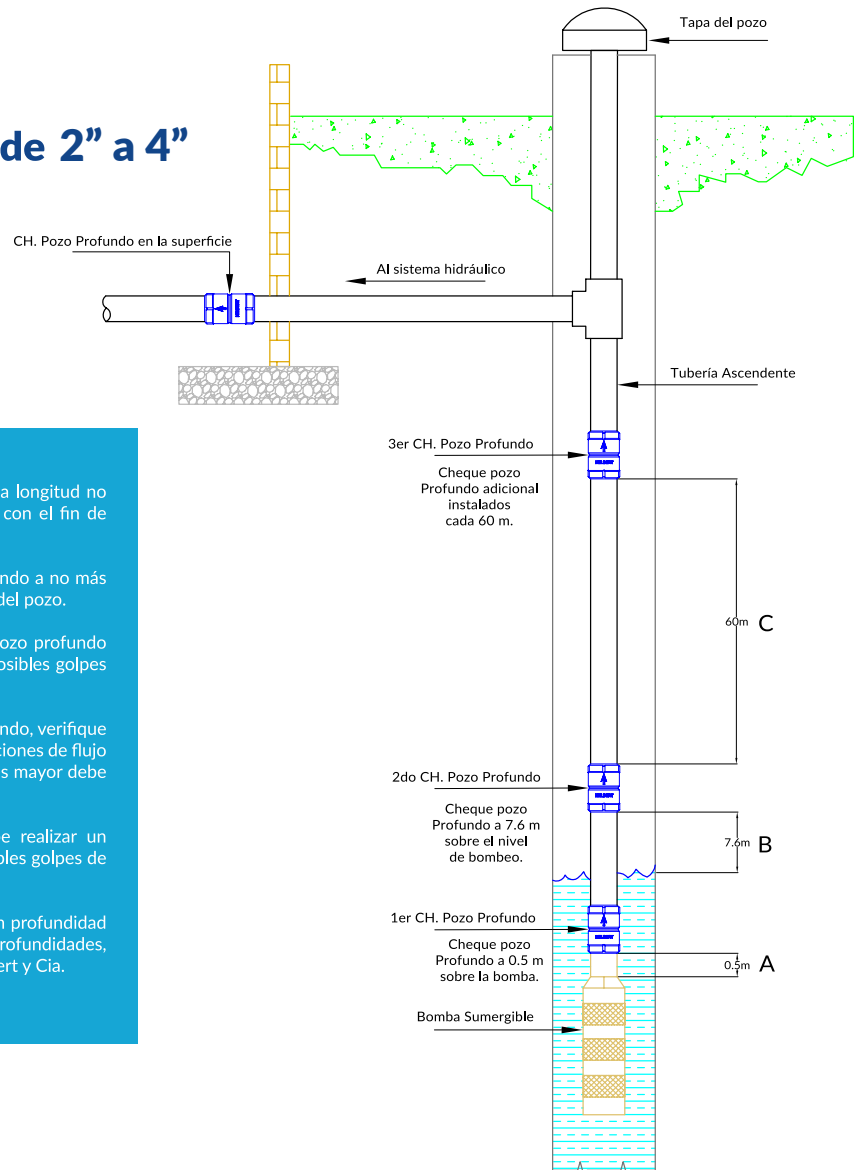 Tapa del pozo
de 2” a 4”
CH. Pozo Profundo en la superficie
Al sistema hidráulico
Tubería Ascendente
3er CH. Pozo Profundo
Cheque pozo
Profundo adicional
instalados
cada 60 m.
60m
C
2do CH. Pozo Profundo
Cheque pozo
Profundo a 7.6 m
sobre el nivel
de bombeo.
7.6m
B
1er CH. Pozo Profundo
Cheque pozo
Profundo a 0.5 m
sobre la bomba.
0.5m
A
Bomba Sumergible
a longitud no
con el fin de
ndo a no más
del pozo.
ozo profundo
osibles golpes
ndo, verifique
ciones de flujo
s mayor debe
e realizar un
bles golpes de
n profundidad
rofundidades,
ert y Cia.